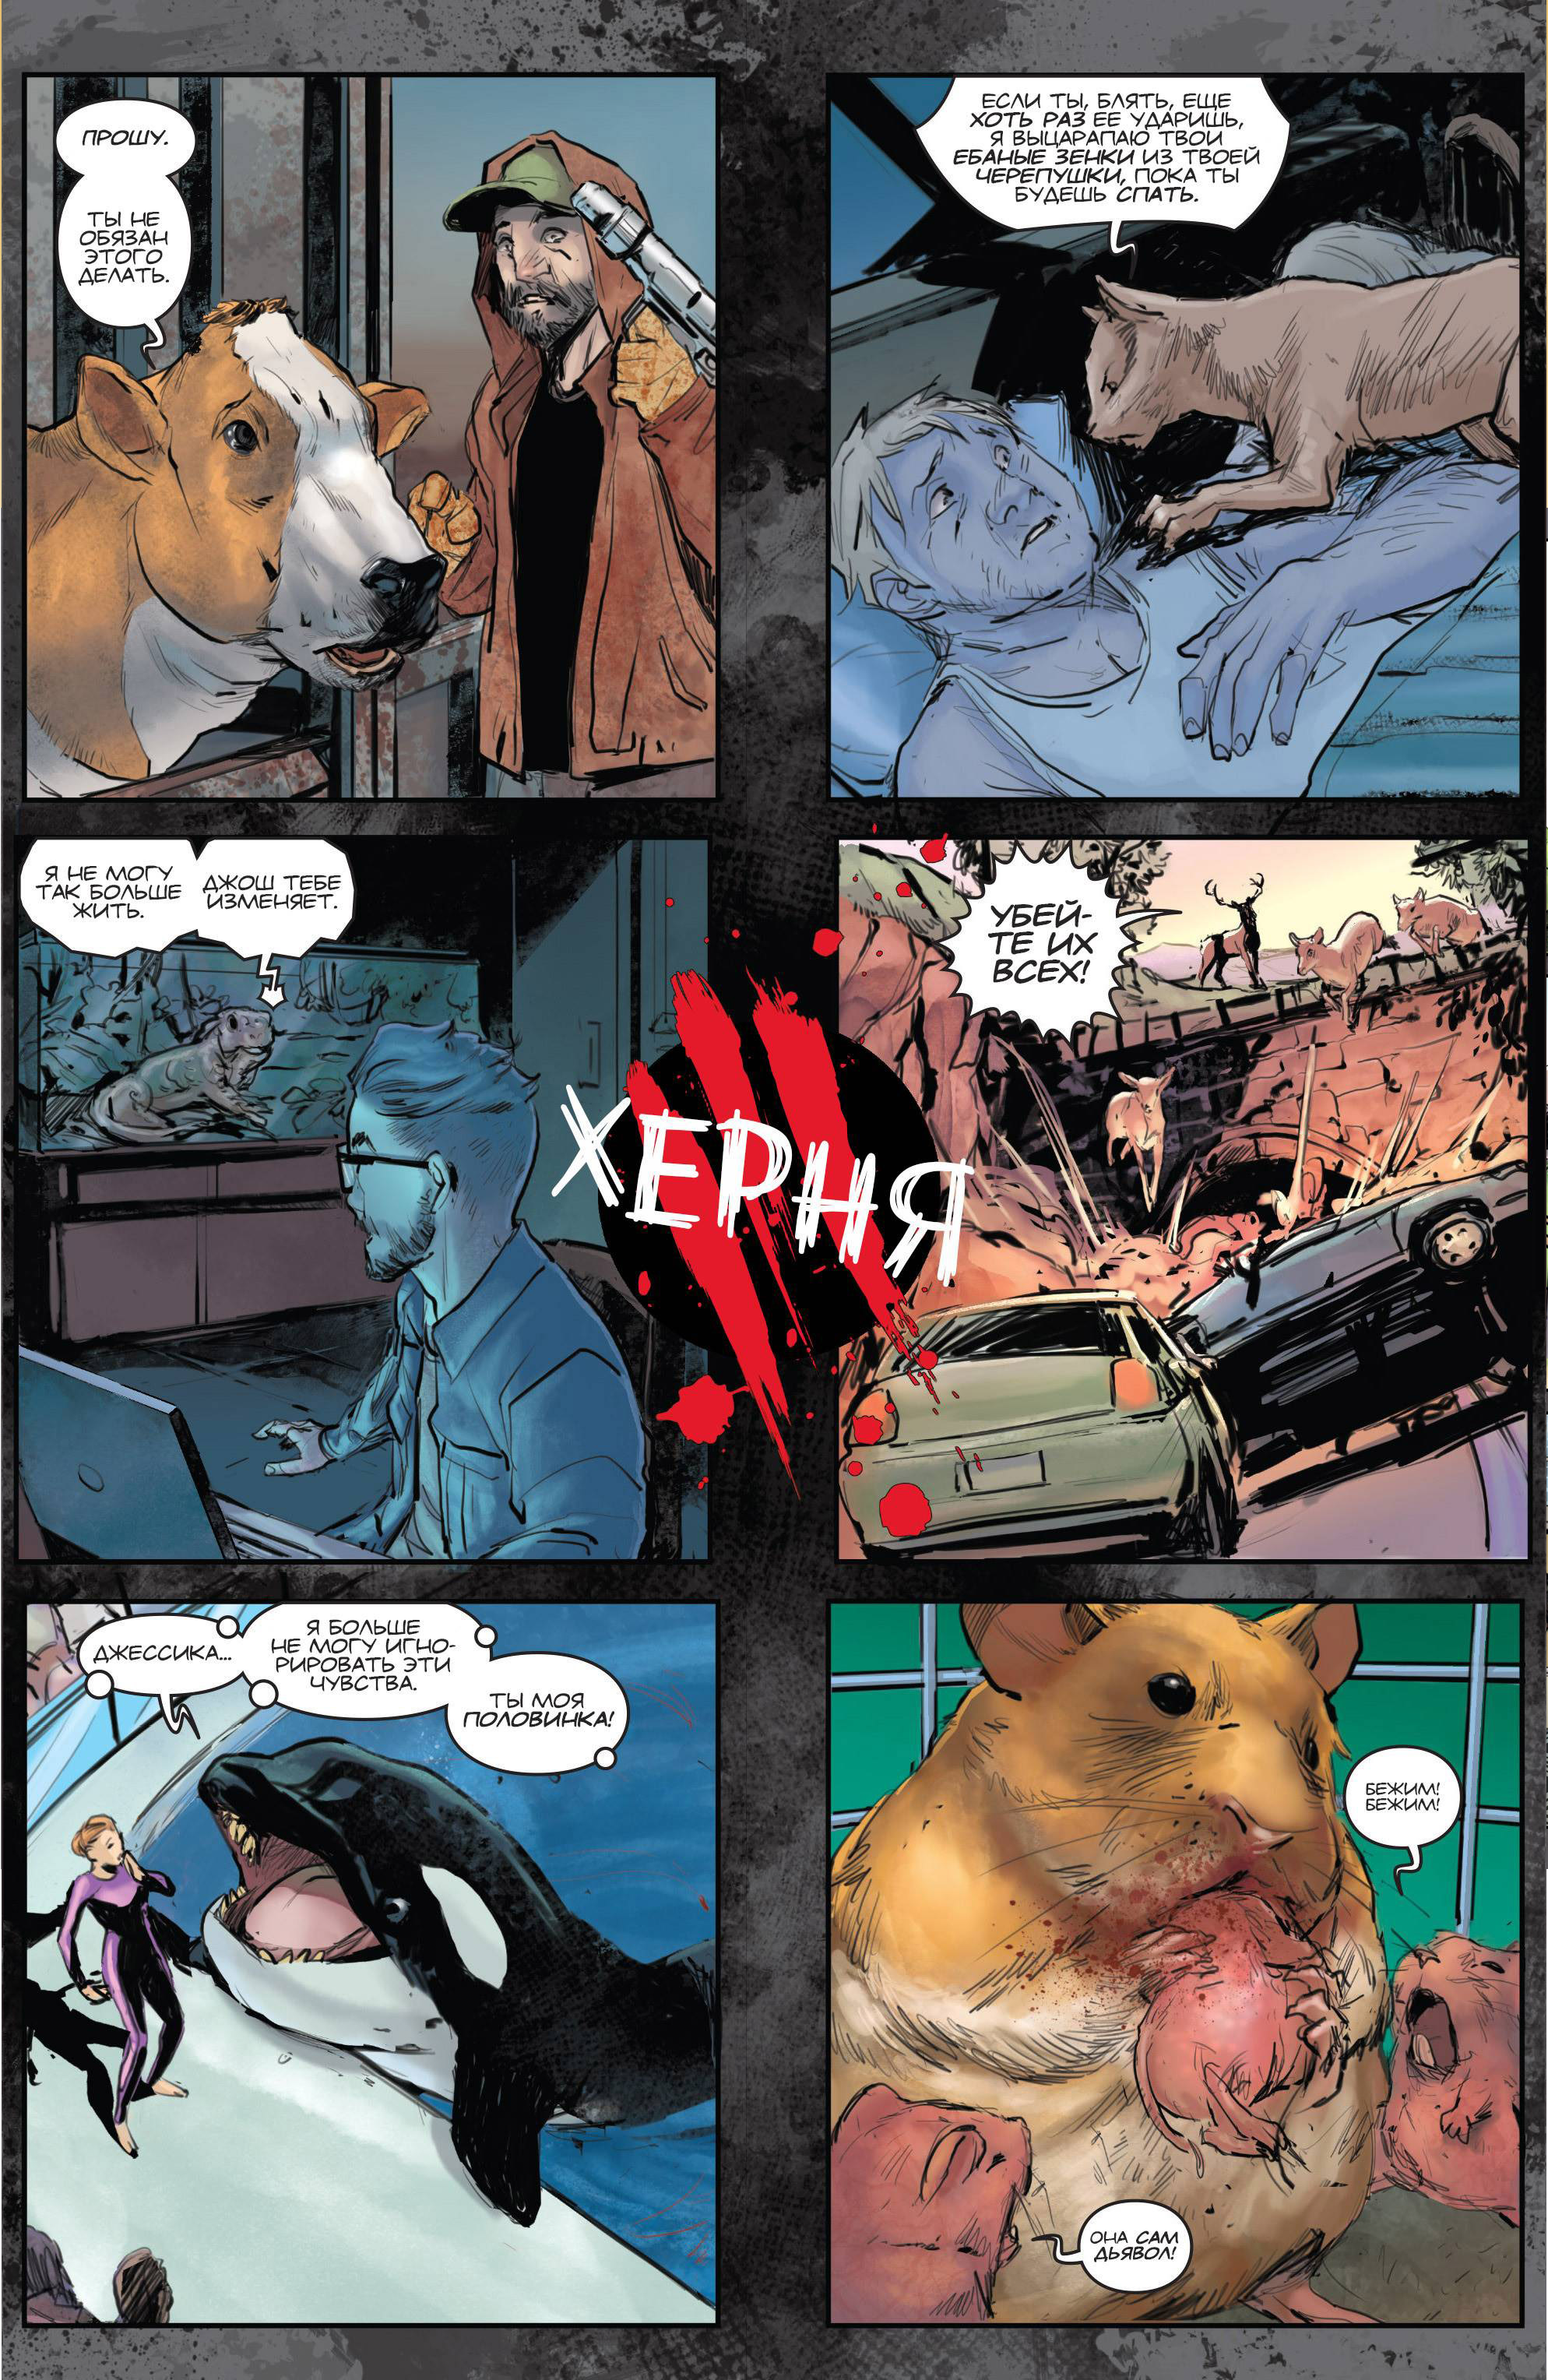 ПРОШУ.
ТЫ НЕ
ОБЯЗАН
ЭТОГО
ДЕЛАТЬ.
ЕСЛИ ТЫ, БЛЯТЬ, ЕЩЕ
ХОТЬ РАЗ ЕЕ УДАРИШЬ,
Я ВЫЦАРАПАЮ ТВОИ
ЕБАНЫЕ ЗЕНКИ ИЗ ТВОЕЙ
ЧЕРЕПУШКИ, ПОКА ТЫ
БУДЕШЬ СПАТЬ.
Я НЕ МОГУ
ТАК БОЛЬШЕ
ЖИТЬ.
ДЖОШ ТЕБЕ
ИЗМЕНЯЕТ.
УБЕЙ-
ТЕ ИХ
ВСЕХ!
ХЕРНЯ
ДЖЕССИКА...
Я БОЛЬШЕ
НЕ МОГУ ИГНО-
РИРОВАТЬ ЭТИ
ЧУВСТВА.
ТЫ МОЯ
ПОЛОВИНКА!
БЕЖИМ!
БЕЖИМ!
ОНА САМ
ДЬЯВОЛ!